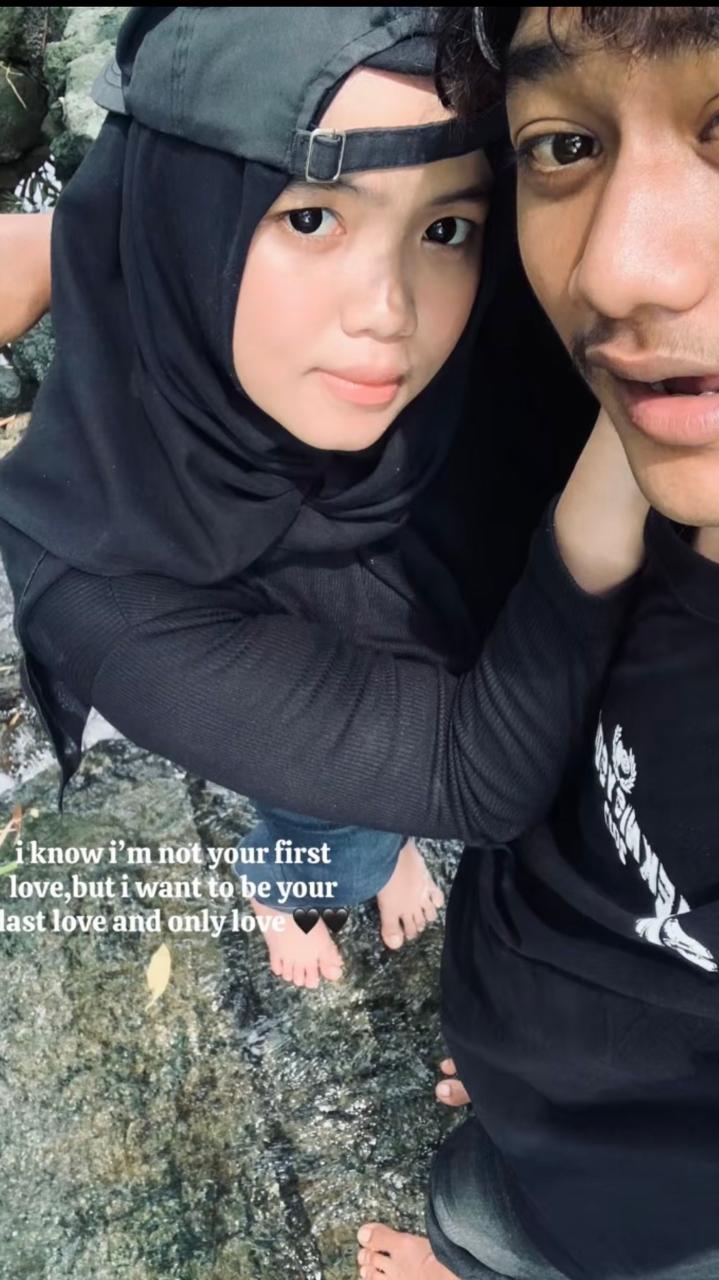 i know i'm not your first
love,but i want to be your
last love and only love 🖤🖤